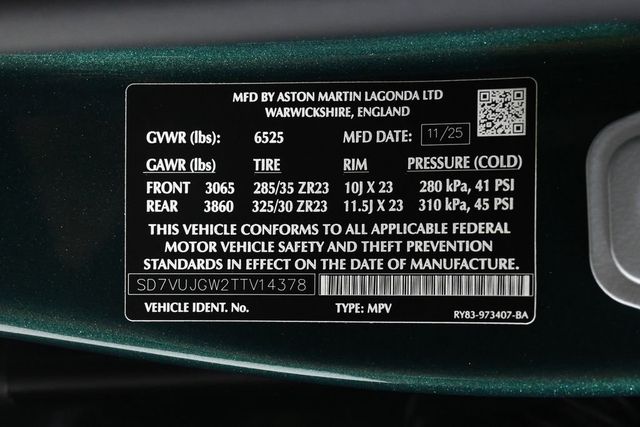 MFD BY ASTON MARTIN LAGONDA LTD
WARWICKSHIRE, ENGLAND
GVWR (lbs): 6525 MFD DATE: 11/25
GAWR (lbs): TIRE RIM PRESSURE (COLD)
FRONT 3065 285/35 ZR23 10J X 23 280 kPa, 41 PSI
REAR 3860 325/30 ZR23 11.5J X 23 310 kPa, 45 PSI
THIS VEHICLE CONFORMS TO ALL APPLICABLE FEDERAL
MOTOR VEHICLE SAFETY AND THEFT PREVENTION
STANDARDS IN EFFECT ON THE DATE OF MANUFACTURE.
SD7VUJGW2TTV14378
VEHICLE IDENT. No. TYPE: MPV RY83-973407-BA